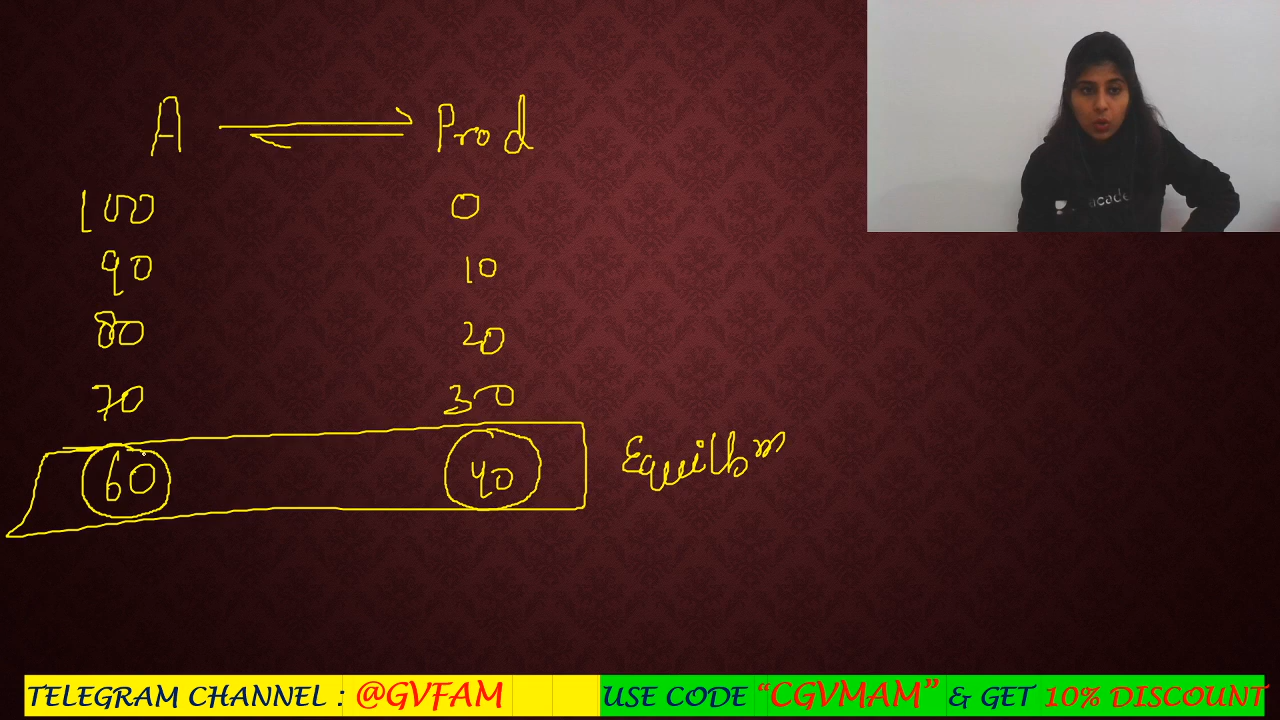 A ⇌ Prod
100 0
90 10
80 20
70 30
60 40 Equilbm
acade
TELEGRAM CHANNEL : @GVFAM USE CODE “CGVMAM” & GET 10% DISCOUNT